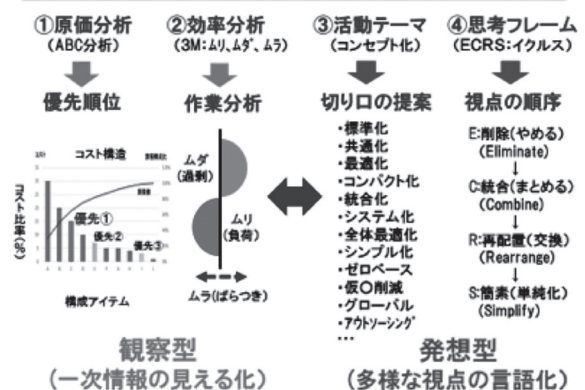 ①原価分析
(ABC分析)
優先順位
コスト構造
コスト比率(%)
優先①
優先②
優先③
構成アイテム
②効率分析
(3M:ムリ、ムダ、ムラ)
作業分析
ムダ
(過剰)
ムリ
(負荷)
ムラ(ばらつき)
観察型
(一次情報の見える化)
③活動テーマ
(コンセプト化)
切り口の提案
・標準化
・共通化
・最適化
・コンパクト化
・統合化
・システム化
・全体最適化
・シンプル化
・ゼロベース
・仮〇削減
・グローバル
・アウトソーシング
・・・
④思考フレーム
(ECRS:イクルス)
視点の順序
E:削除(やめる)
(Eliminate)
C:統合(まとめる)
(Combine)
R:再配置(交換)
(Rearrange)
S:簡素(単純化)
(Simplify)
発想型
(多様な視点の言語化)